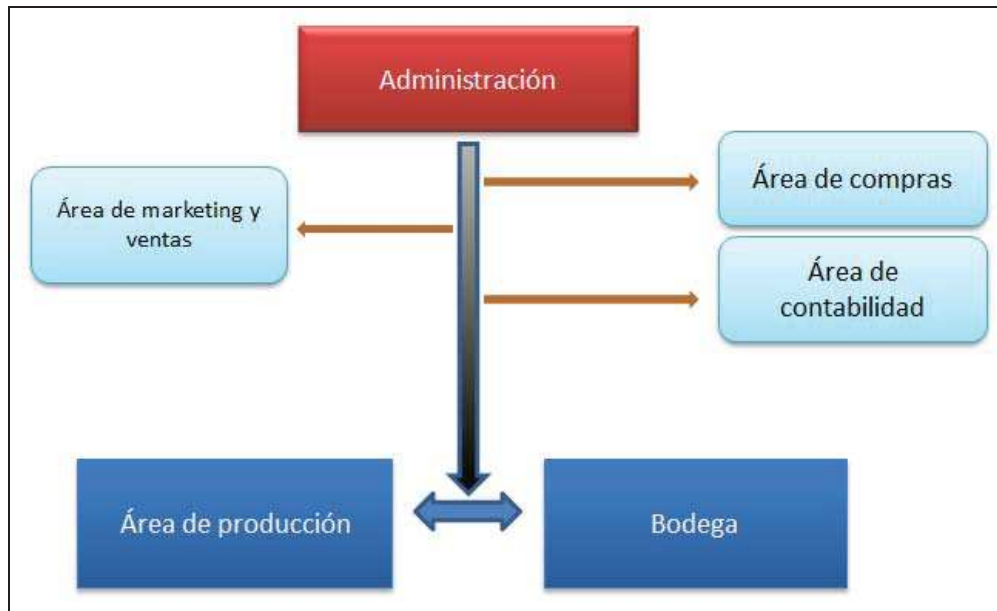 Administración
Área de compras
Área de marketing y
ventas
Área de
contabilidad
Área de producción
Bodega